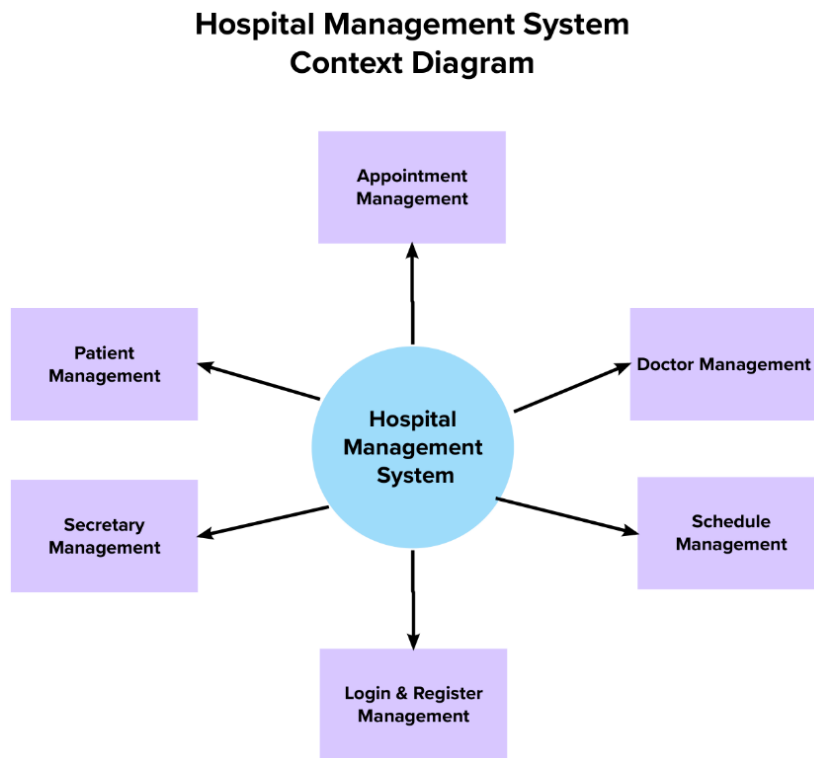 Hospital Management System
Context Diagram
Appointment
Management
Patient
Management
Doctor Management
Hospital
Management
System
Secretary
Management
Schedule
Management
Login & Register
Management